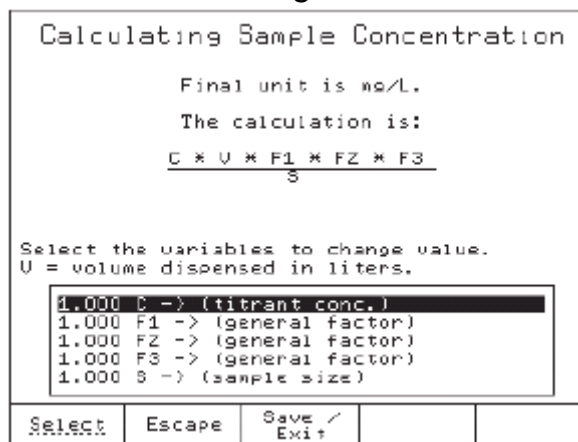 Calculating Sample Concentration
Final unit is mg/L.
The calculation is:
C * V * F1 * F2 * F3
S
Select the variables to change value.
V = volume dispensed in liters.
1.000 C -> (titrant conc.)
1.000 F1 -> (general factor)
1.000 F2 -> (general factor)
1.000 F3 -> (general factor)
1.000 S -> (sample size)
Select Escape Save / Exit